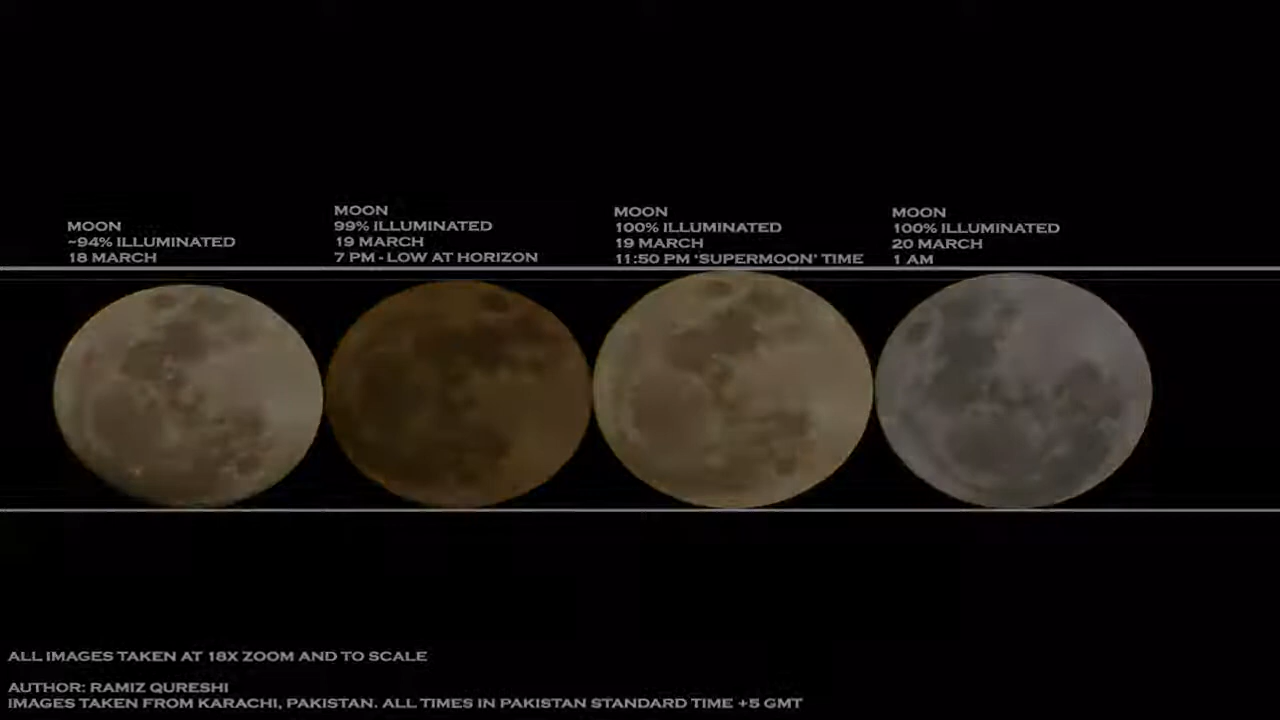 MOON
~94% ILLUMINATED
18 MARCH
MOON
99% ILLUMINATED
19 MARCH
7 PM - LOW AT HORIZON
MOON
100% ILLUMINATED
19 MARCH
11:50 PM 'SUPERMOON' TIME
MOON
100% ILLUMINATED
20 MARCH
1 AM
ALL IMAGES TAKEN AT 18X ZOOM AND TO SCALE
AUTHOR: RAMIZ QURESHI
IMAGES TAKEN FROM KARACHI, PAKISTAN. ALL TIMES IN PAKISTAN STANDARD TIME +5 GMT